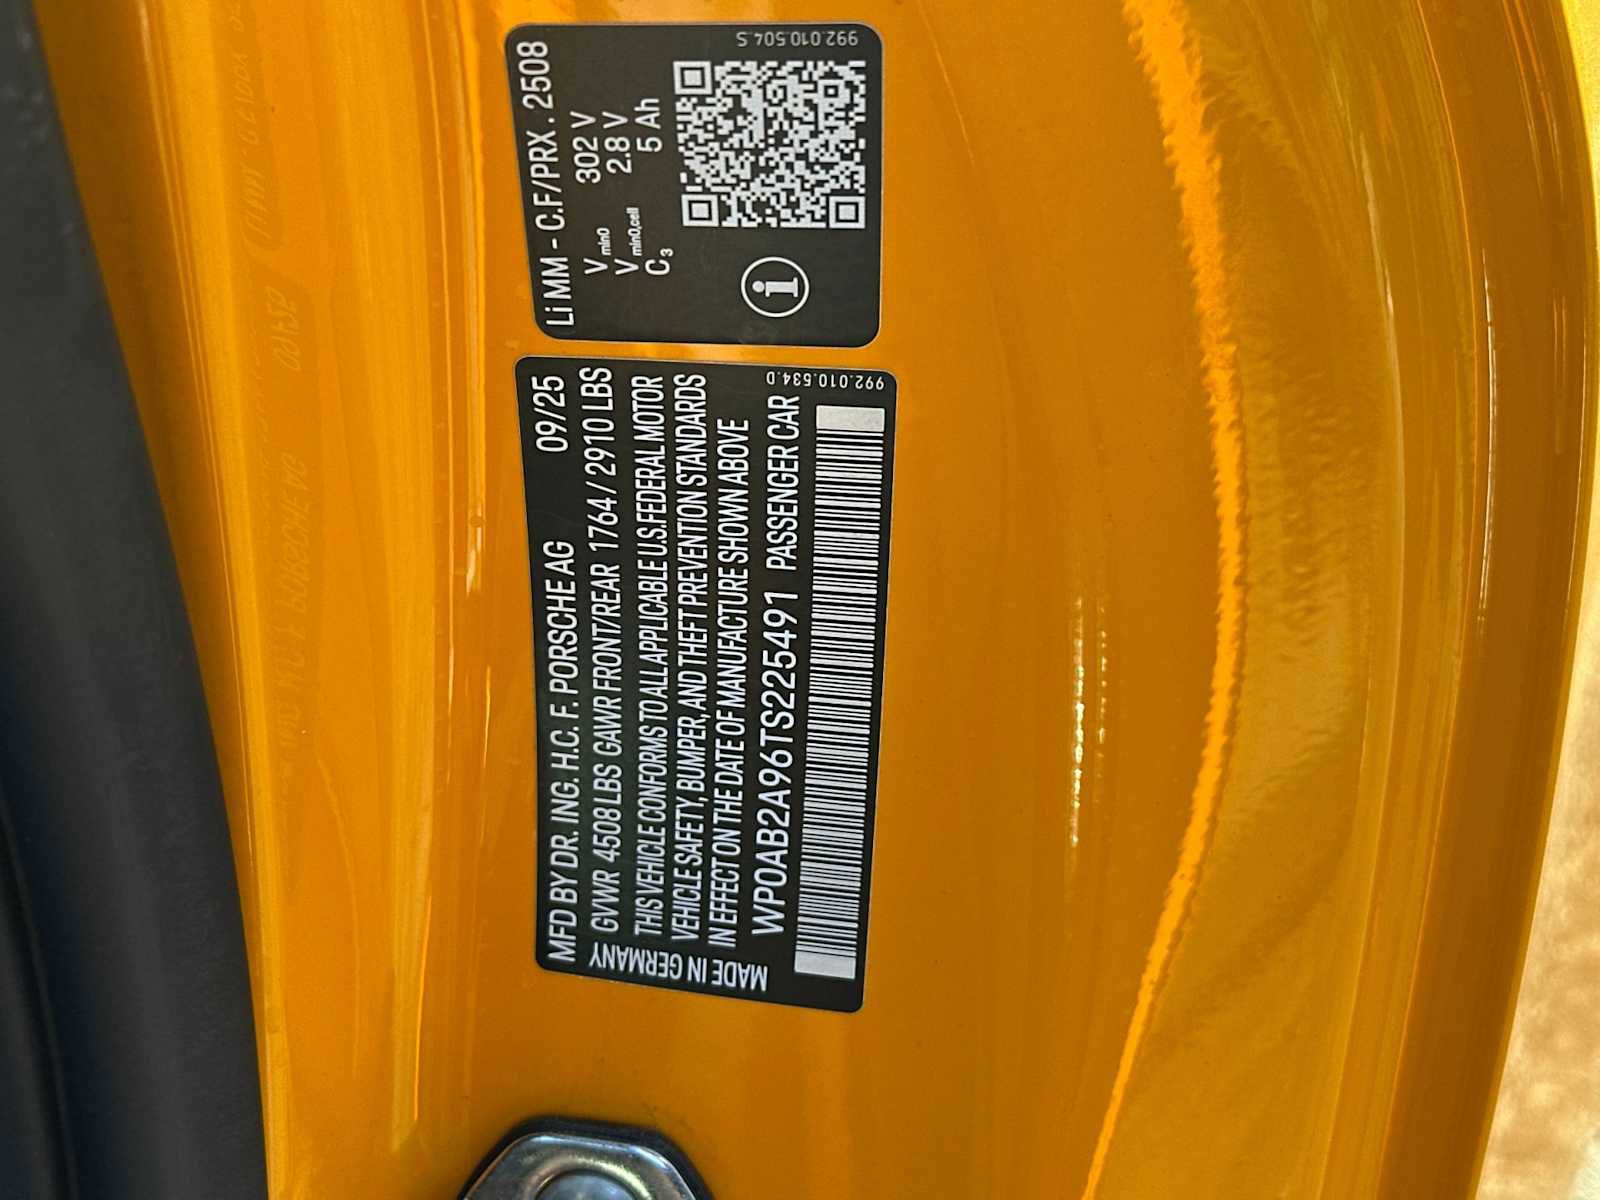 Li MM - C.F/PRX . 2508
Vmin0 302 V
Vmin0,cell 2.8 V
C3 5 Ah
992.010.504.S
MFD BY DR. ING. H.C. F. PORSCHE AG 09/25
GVWR 4508 LBS GAWR FRONT/REAR 1764 / 2910 LBS
THIS VEHICLE CONFORMS TO ALL APPLICABLE U.S. FEDERAL MOTOR
VEHICLE SAFETY, BUMPER, AND THEFT PREVENTION STANDARDS
IN EFFECT ON THE DATE OF MANUFACTURE SHOWN ABOVE
WP0AB2A96TS225491 PASSENGER CAR
MADE IN GERMANY
992.010.534.D